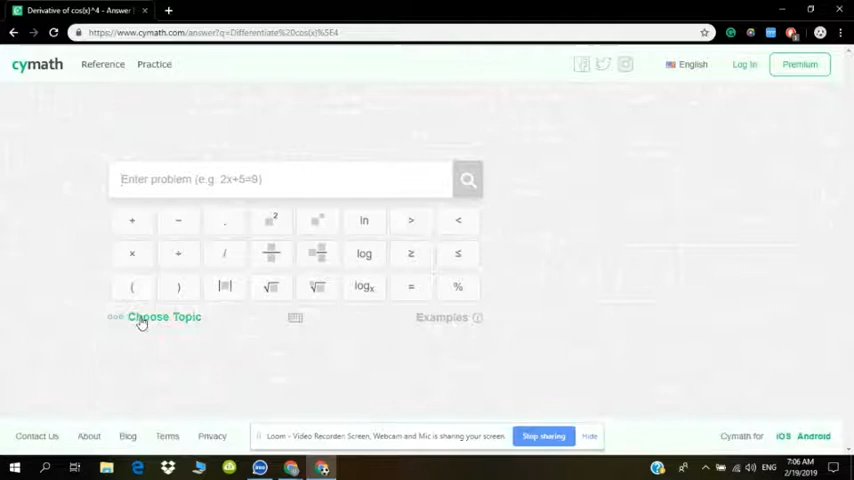 Derivative of cos(x)^4 - Answer |
https://www.cymath.com/answer?q=Differentiate%20cos(x)%5E4
cymath Reference Practice English Log In Premium
Enter problem (e.g. 2x+5=9)
+ − . 2 ln > <
× ÷ / log ≥ ≤
( ) | | √ √ logx = %
Choose Topic Examples
Contact Us About Blog Terms Privacy Loom - Video Recorder: Screen, Webcam and Mic is sharing your screen. Stop sharing Hide Cymath for iOS Android
ENG 7:06 AM
2/19/2019